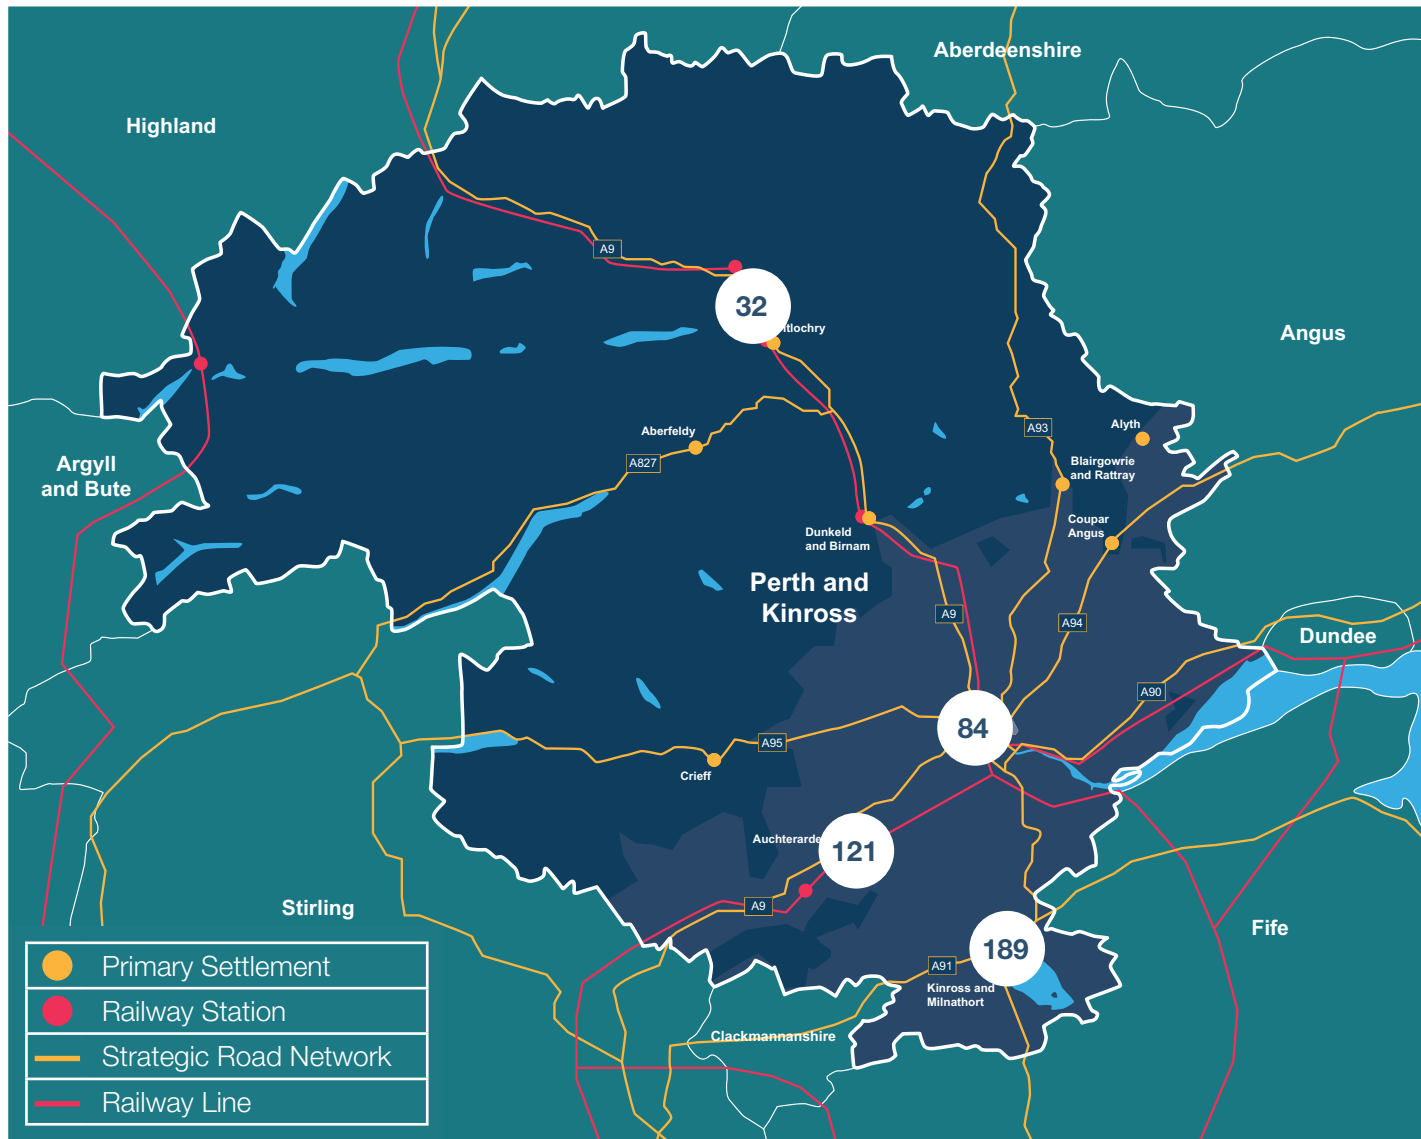 Aberdeenshire
Highland
A9
32
itlochry
Angus
Aberfeldy
A827
A93
Alyth
Blairgowrie
and Rattray
Argyll
and Bute
Coupar
Angus
Dunkeld
and Birnam
Perth and
Kinross
A9
A94
Dundee
A90
84
A95
Crieff
Auchterarde
121
A9
Stirling
Fife
189
A91
Kinross and
Milnathort
Clackmannanshire
Primary Settlement
Railway Station
Strategic Road Network
Railway Line